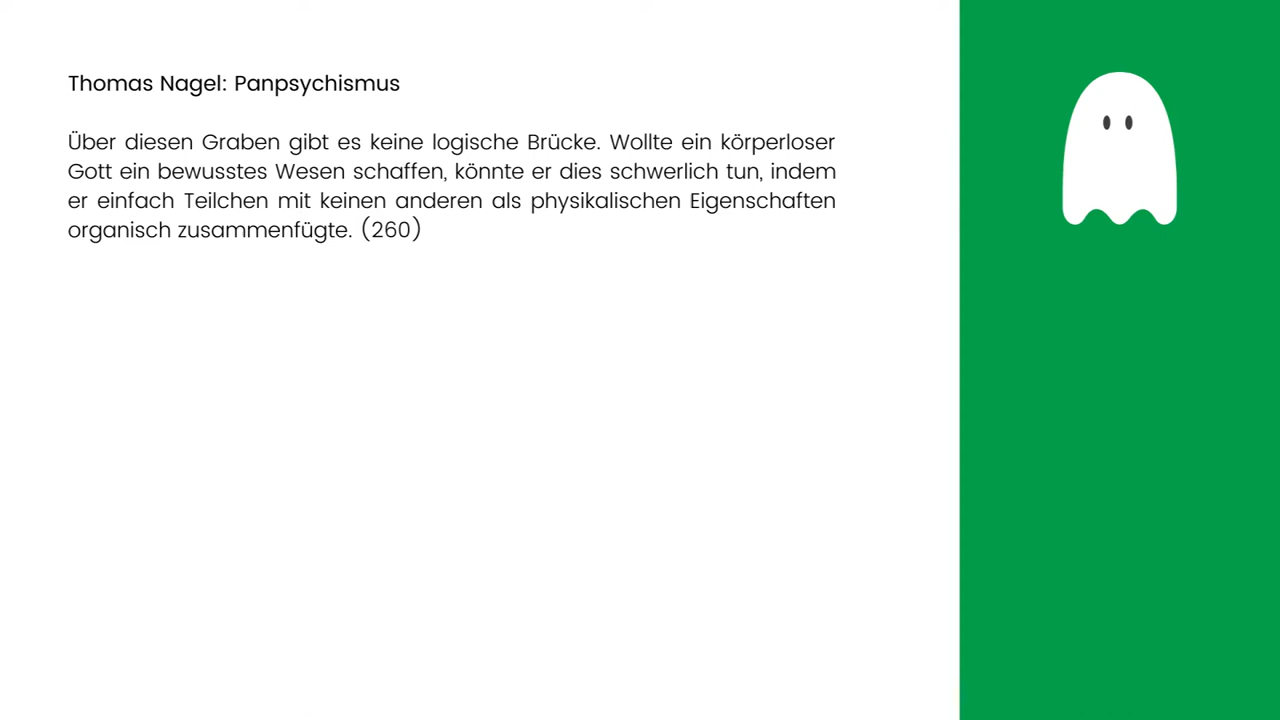 Thomas Nagel: Panpsychismus
Über diesen Graben gibt es keine logische Brücke. Wollte ein körperloser
Gott ein bewusstes Wesen schaffen, könnte er dies schwerlich tun, indem
er einfach Teilchen mit keinen anderen als physikalischen Eigenschaften
organisch zusammenfügte. (260)